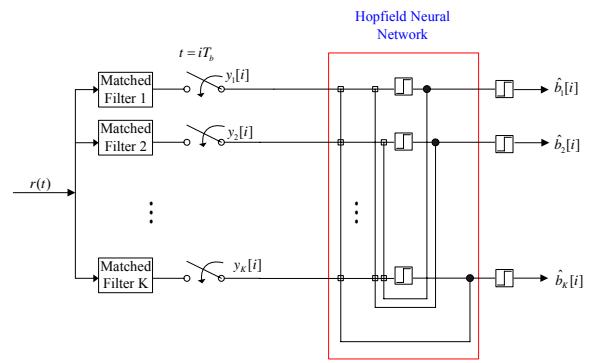 Hopfield Neural
Network
t = iT_b
Matched
Filter 1
y_1[i]
b̂_1[i]
Matched
Filter 2
y_2[i]
b̂_2[i]
r(t)
Matched
Filter K
y_K[i]
b̂_K[i]